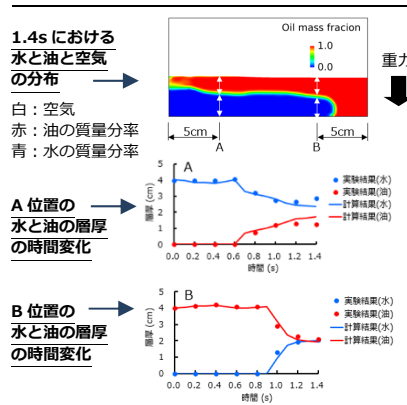 1.4s における
水と油と空気
の分布
白：空気
赤：油の質量分率
青：水の質量分率
Oil mass fracion
1.0
0.0
重力
5cm
A
B
5cm
A 位置の
水と油の層厚
の時間変化
A
層厚 (cm)
5
4
3
2
1
0
0.0 0.2 0.4 0.6 0.8 1.0 1.2 1.4
時間 (s)
実験結果(水)
実験結果(油)
計算結果(水)
計算結果(油)
B 位置の
水と油の層厚
の時間変化
B
層厚 (cm)
5
4
3
2
1
0
0.0 0.2 0.4 0.6 0.8 1.0 1.2 1.4
時間 (s)
実験結果(水)
実験結果(油)
計算結果(水)
計算結果(油)